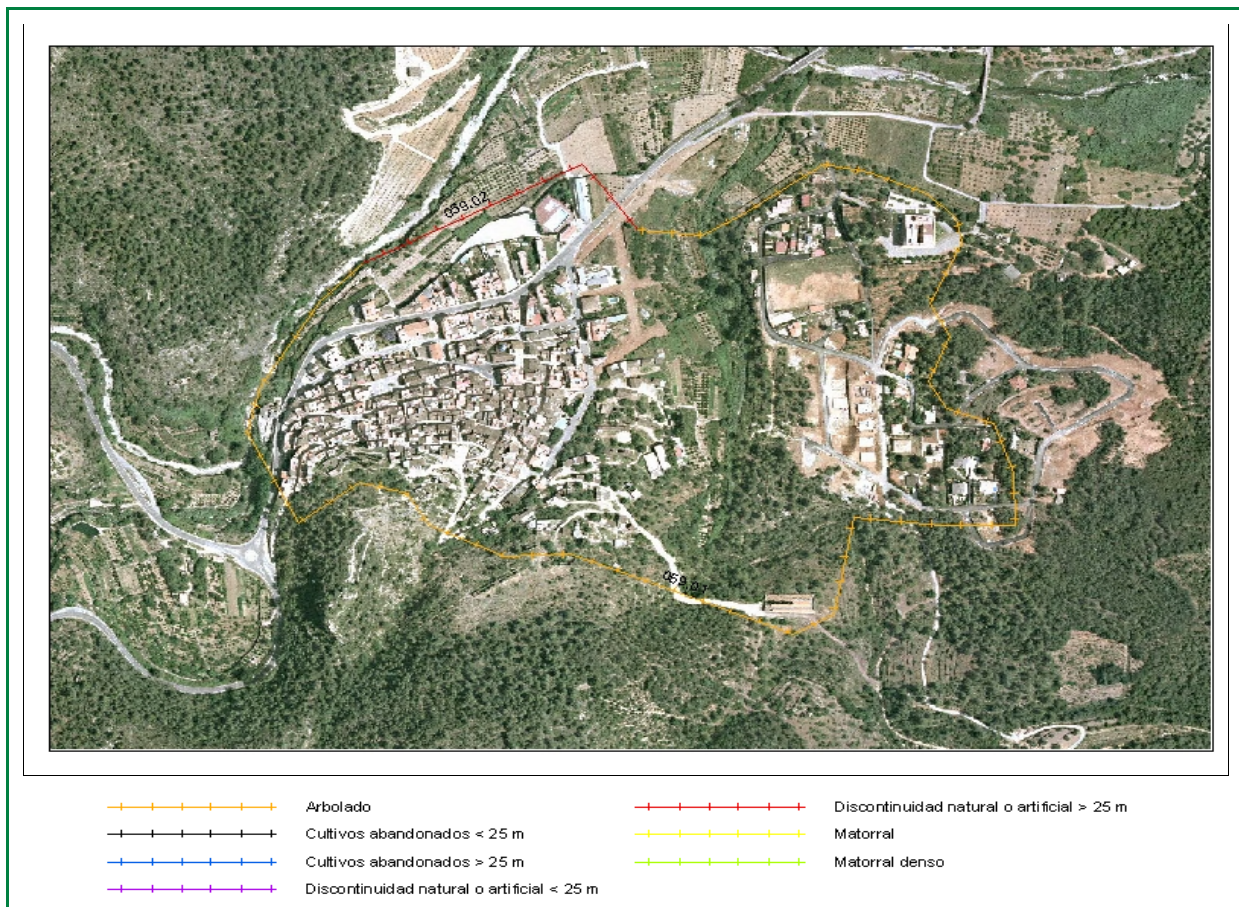 059.02
059.01
Arbolado
Cultivos abandonados < 25 m
Cultivos abandonados > 25 m
Discontinuidad natural o artificial < 25 m
Discontinuidad natural o artificial > 25 m
Matorral
Matorral denso